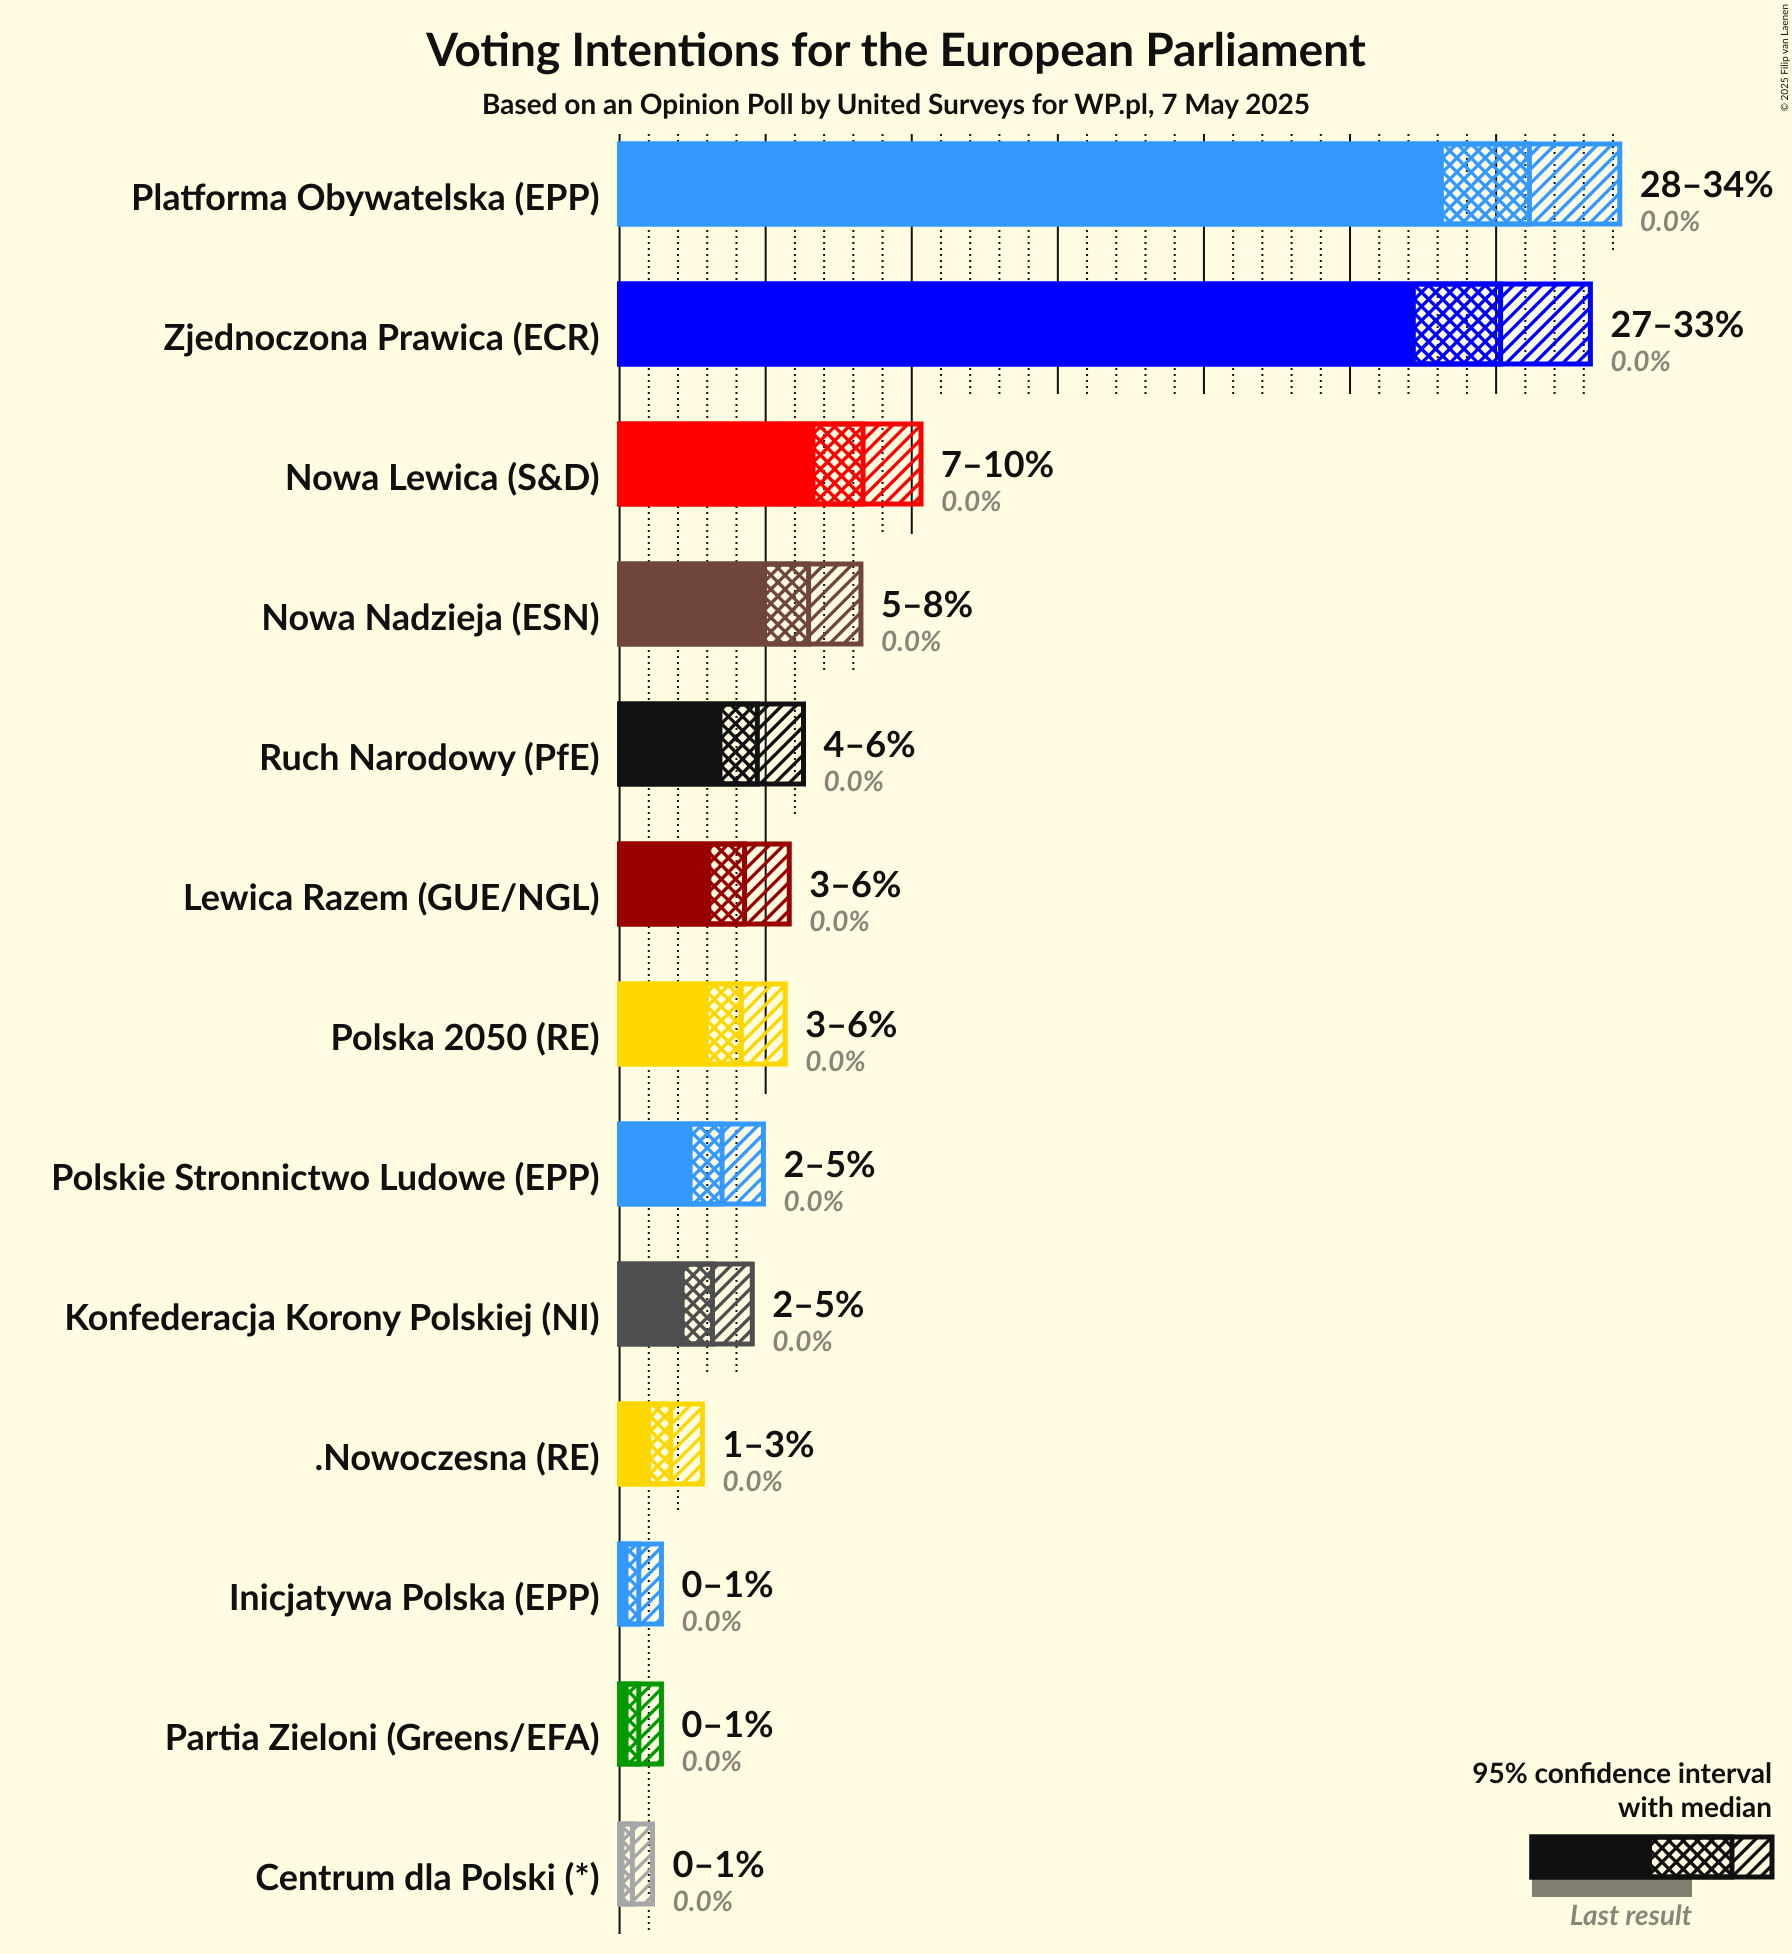 Voting Intentions for the European Parliament
Based on an Opinion Poll by United Surveys for WP.pl, 7 May 2025
© 2025 Filip van Laenen
Platforma Obywatelska (EPP)
28–34%
0.0%
Zjednoczona Prawica (ECR)
27–33%
0.0%
Nowa Lewica (S&D)
7–10%
0.0%
Nowa Nadzieja (ESN)
5–8%
0.0%
Ruch Narodowy (PfE)
4–6%
0.0%
Lewica Razem (GUE/NGL)
3–6%
0.0%
Polska 2050 (RE)
3–6%
0.0%
Polskie Stronnictwo Ludowe (EPP)
2–5%
0.0%
Konfederacja Korony Polskiej (NI)
2–5%
0.0%
.Nowoczesna (RE)
1–3%
0.0%
Inicjatywa Polska (EPP)
0–1%
0.0%
Partia Zieloni (Greens/EFA)
0–1%
0.0%
Centrum dla Polski (*)
0–1%
0.0%
95% confidence interval
with median
Last result